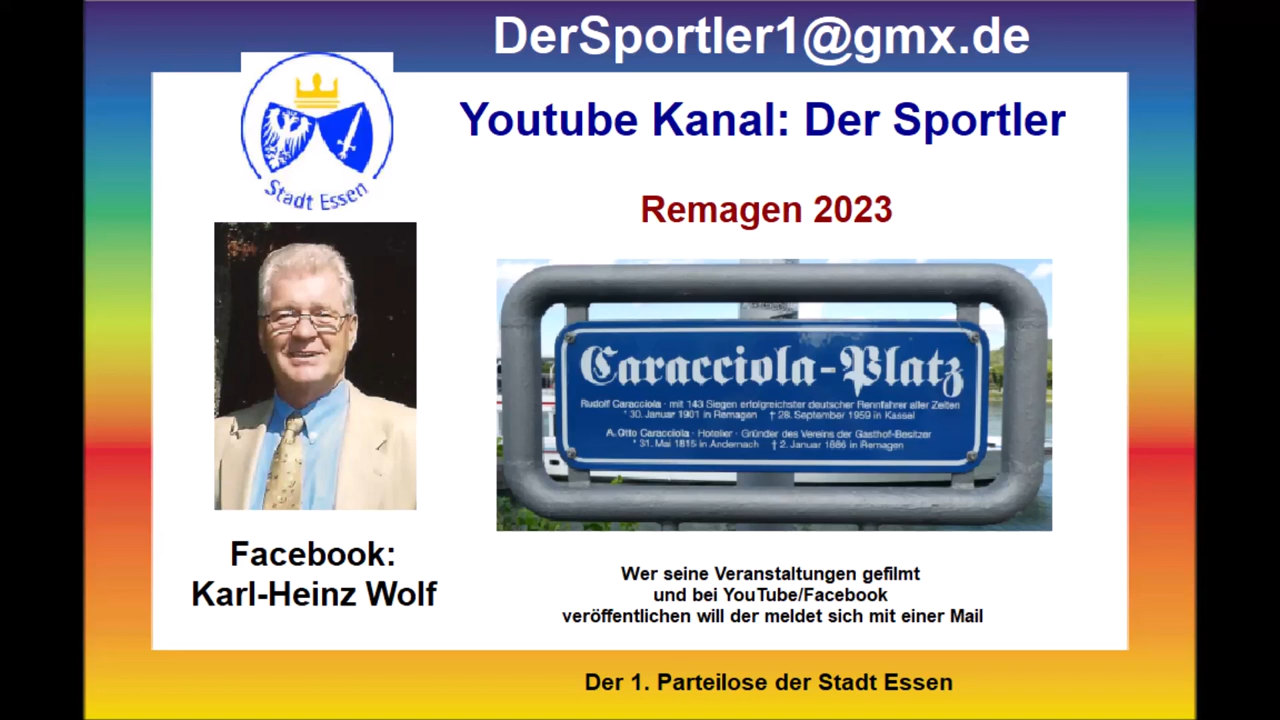 DerSportler1@gmx.de
Youtube Kanal: Der Sportler
Stadt Essen
Remagen 2023
Caracciola-Platz
Rudolf Caracciola · mit 143 Siegen erfolgreichster deutscher Rennfahrer aller Zeiten
* 30. Januar 1901 in Remagen † 28. September 1959 in Kassel
A. Otto Caracciola · Hotelier · Gründer des Vereins der Gasthof-Besitzer
* 31. Mai 1815 in Andernach † 2. Januar 1886 in Remagen
Facebook:
Karl-Heinz Wolf
Wer seine Veranstaltungen gefilmt
und bei YouTube/Facebook
veröffentlichen will der meldet sich mit einer Mail
Der 1. Parteilose der Stadt Essen